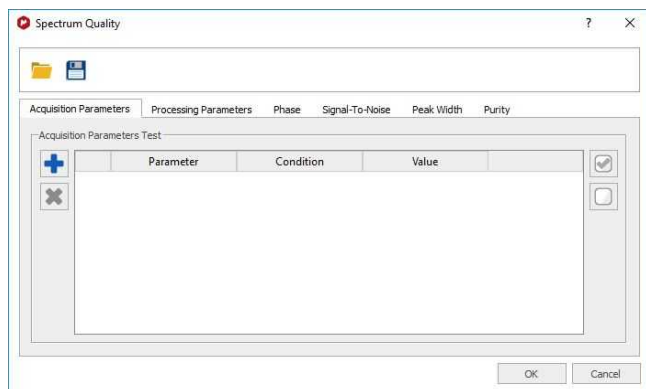 Spectrum Quality
Acquisition Parameters Processing Parameters Phase Signal-To-Noise Peak Width Purity
Acquisition Parameters Test
Parameter Condition Value
OK Cancel